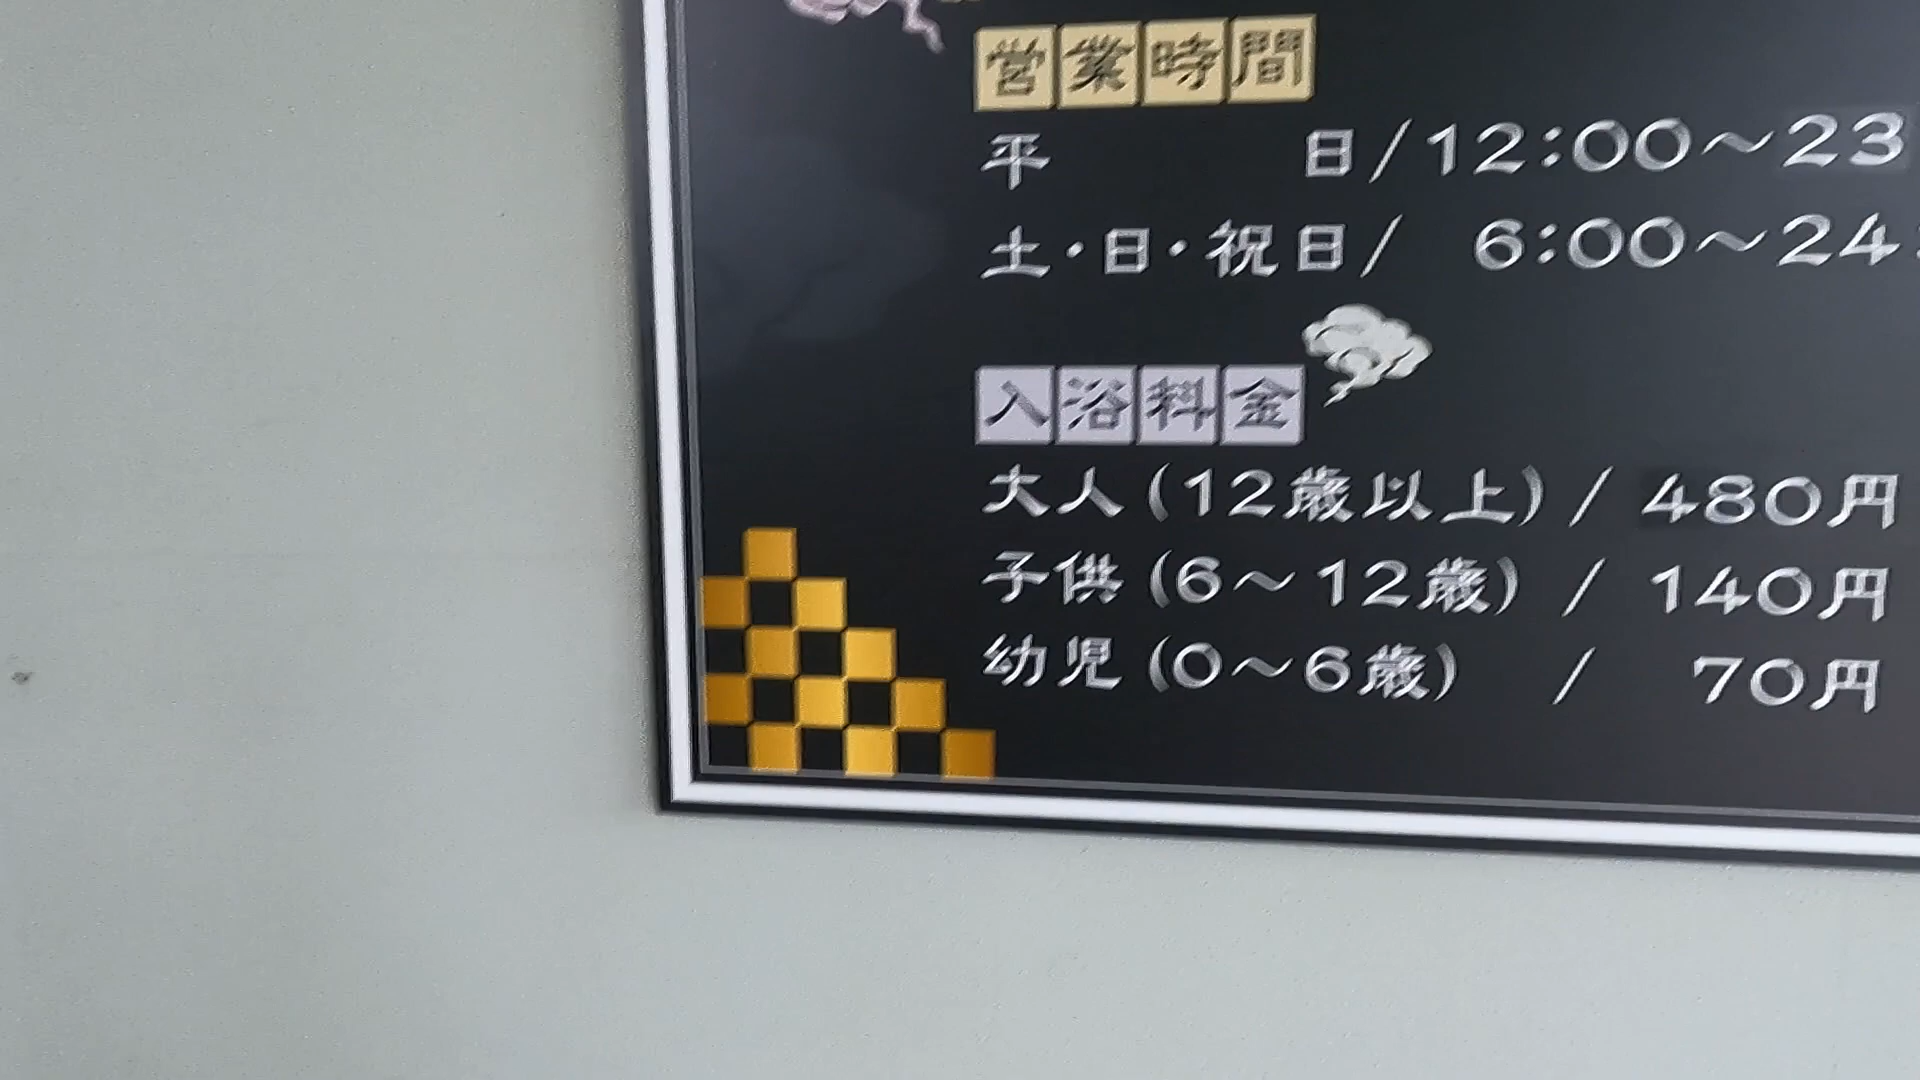 営業時間
平　日/12:00～23
土・日・祝日/ 6:00～24:
入浴料金
大人(12歳以上) / 480円
子供(6～12歳) / 140円
幼児(0～6歳) / 70円